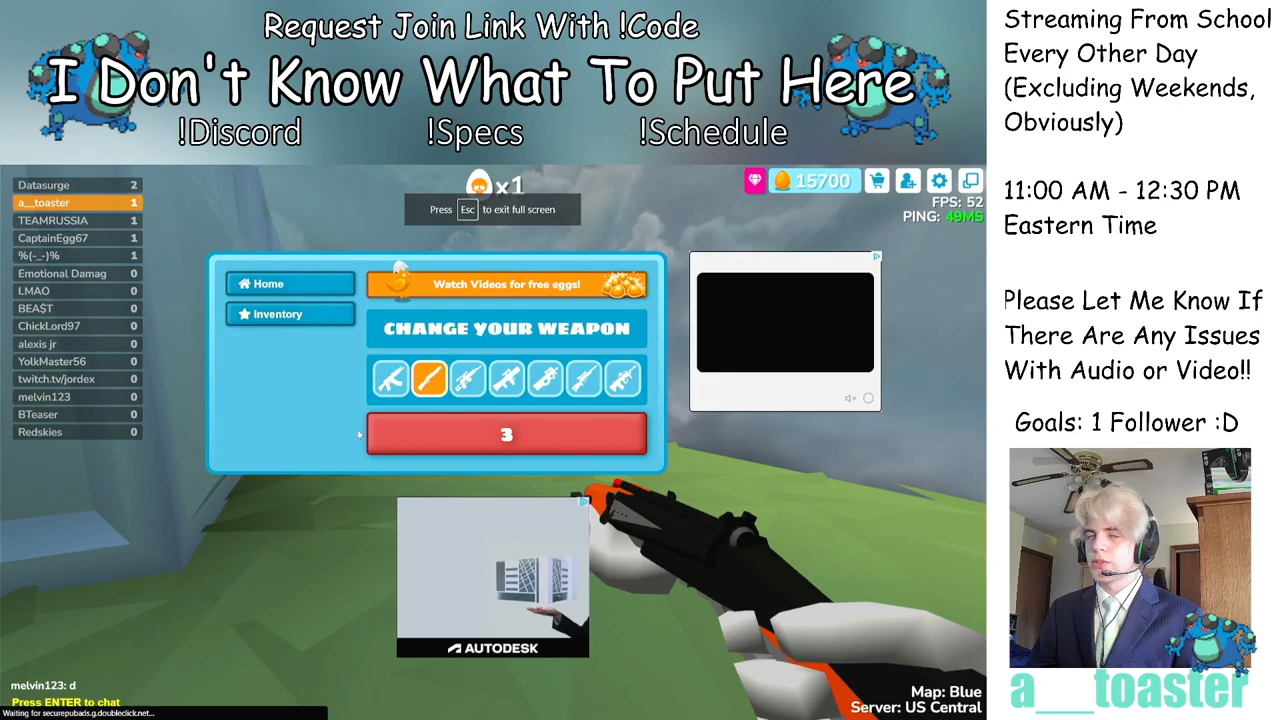 Request Join Link With !Code
I Don't Know What To Put Here
!Discord !Specs !Schedule
Streaming From School
Every Other Day
(Excluding Weekends,
Obviously)
11:00 AM - 12:30 PM
Eastern Time
Please Let Me Know If
There Are Any Issues
With Audio or Video!!
Goals: 1 Follower :D
a__toaster
Datasurge 2
a__toaster 1
TEAMRUSSIA 1
CaptainEgg67 1
%(-_-)% 1
Emotional Damag 0
LMAO 0
BEA$T 0
ChickLord97 0
alexis jr 0
YolkMaster56 0
twitch.tv/jordex 0
melvin123 0
BTeaser 0
Redskies 0
x1
Press Esc to exit full screen
15700
FPS: 52
PING: 49MS
Home
Inventory
Watch Videos for free eggs!
CHANGE YOUR WEAPON
3
AUTODESK
melvin123: d
Press ENTER to chat
Waiting for securepubads.g.doubleclick.net...
Map: Blue
Server: US Central